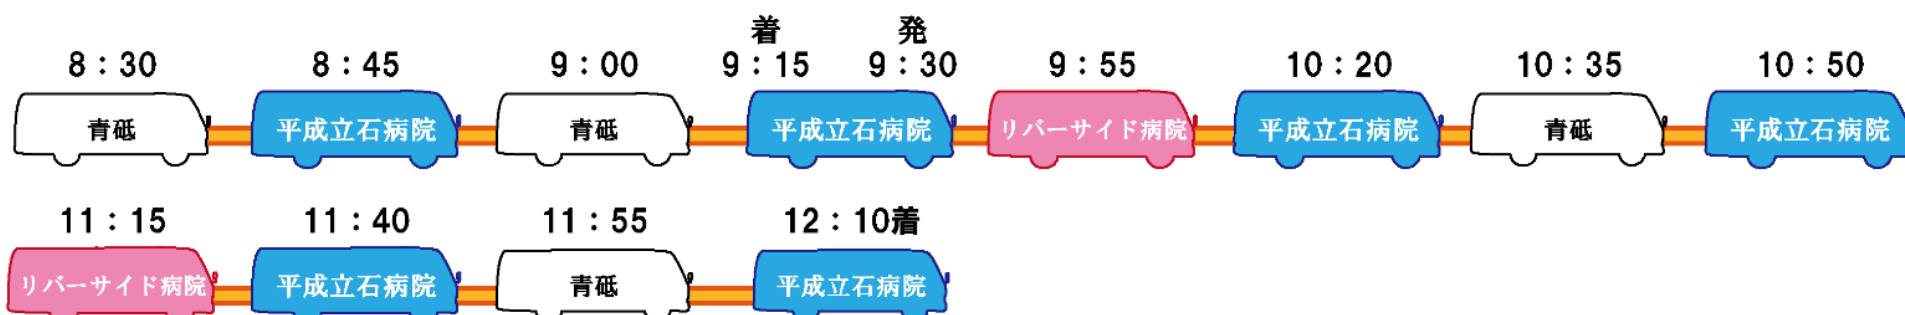 着 発
8：30 8：45 9：00 9：15 9：30 9：55 10：20 10：35 10：50
青砥 平成立石病院 青砥 平成立石病院 リバーサイド病院 平成立石病院 青砥 平成立石病院
11：15 11：40 11：55 12：10着
リバーサイド病院 平成立石病院 青砥 平成立石病院